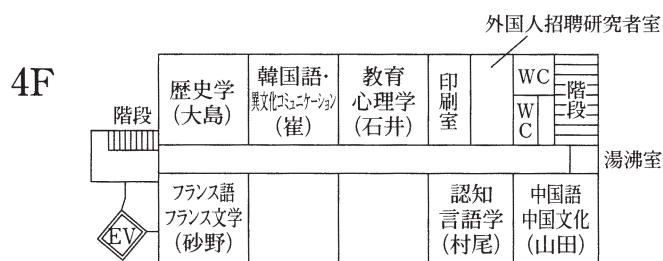 外国人招聘研究者室
4F
階段
歴史学
(大島)
韓国語・
異文化コミュニケーション
(崔)
教育
心理学
(石井)
印刷室
WC
WC
階段
湯沸室
EV
フランス語
フランス文学
(砂野)
認知
言語学
(村尾)
中国語
中国文化
(山田)